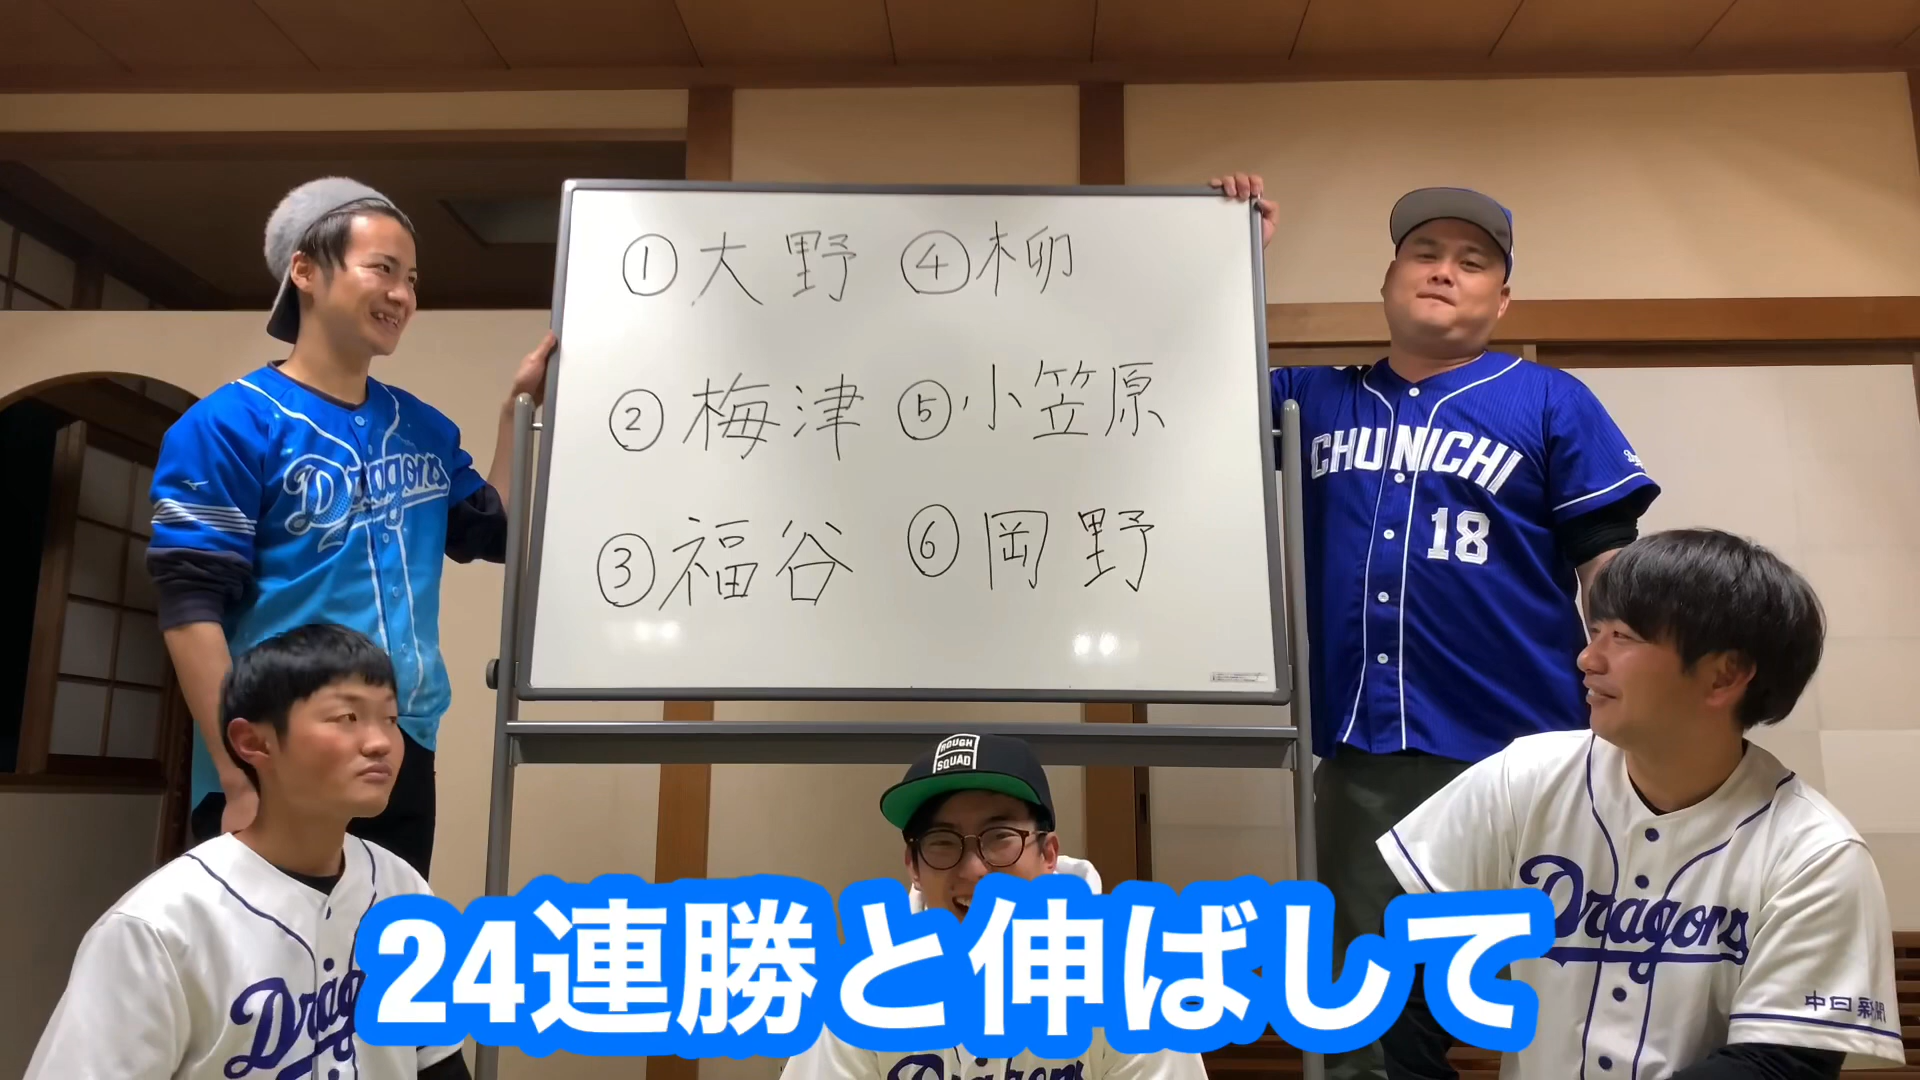 ①大野 ④柳
②梅津 ⑤小笠原
③福谷 ⑥岡野
Dragons
CHUNICHI
18
ROUGH
SQUAD
Dragons
中日新聞
24連勝と伸ばして